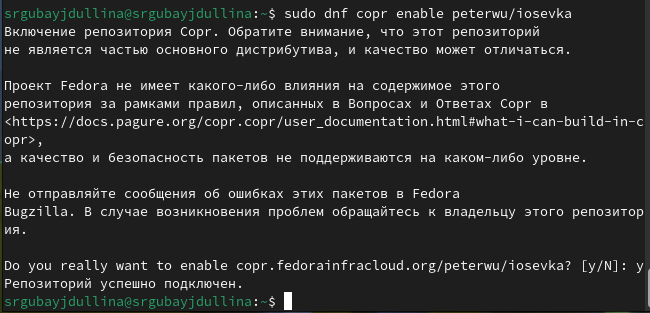 srgubayjdullina@srgubayjdullina:~$ sudo dnf copr enable peterwu/iosevka
Включение репозитория Copr. Обратите внимание, что этот репозиторий
не является частью основного дистрибутива, и качество может отличаться.
Проект Fedora не имеет какого-либо влияния на содержимое этого
репозитория за рамками правил, описанных в Вопросах и Ответах Copr в
<https://docs.pagure.org/copr.copr/user_documentation.html#what-i-can-build-in-c
opr>,
а качество и безопасность пакетов не поддерживаются на каком-либо уровне.
Не отправляйте сообщения об ошибках этих пакетов в Fedora
Bugzilla. В случае возникновения проблем обращайтесь к владельцу этого репозитор
ия.
Do you really want to enable copr.fedorainfracloud.org/peterwu/iosevka? [y/N]: y
Репозиторий успешно подключен.
srgubayjdullina@srgubayjdullina:~$